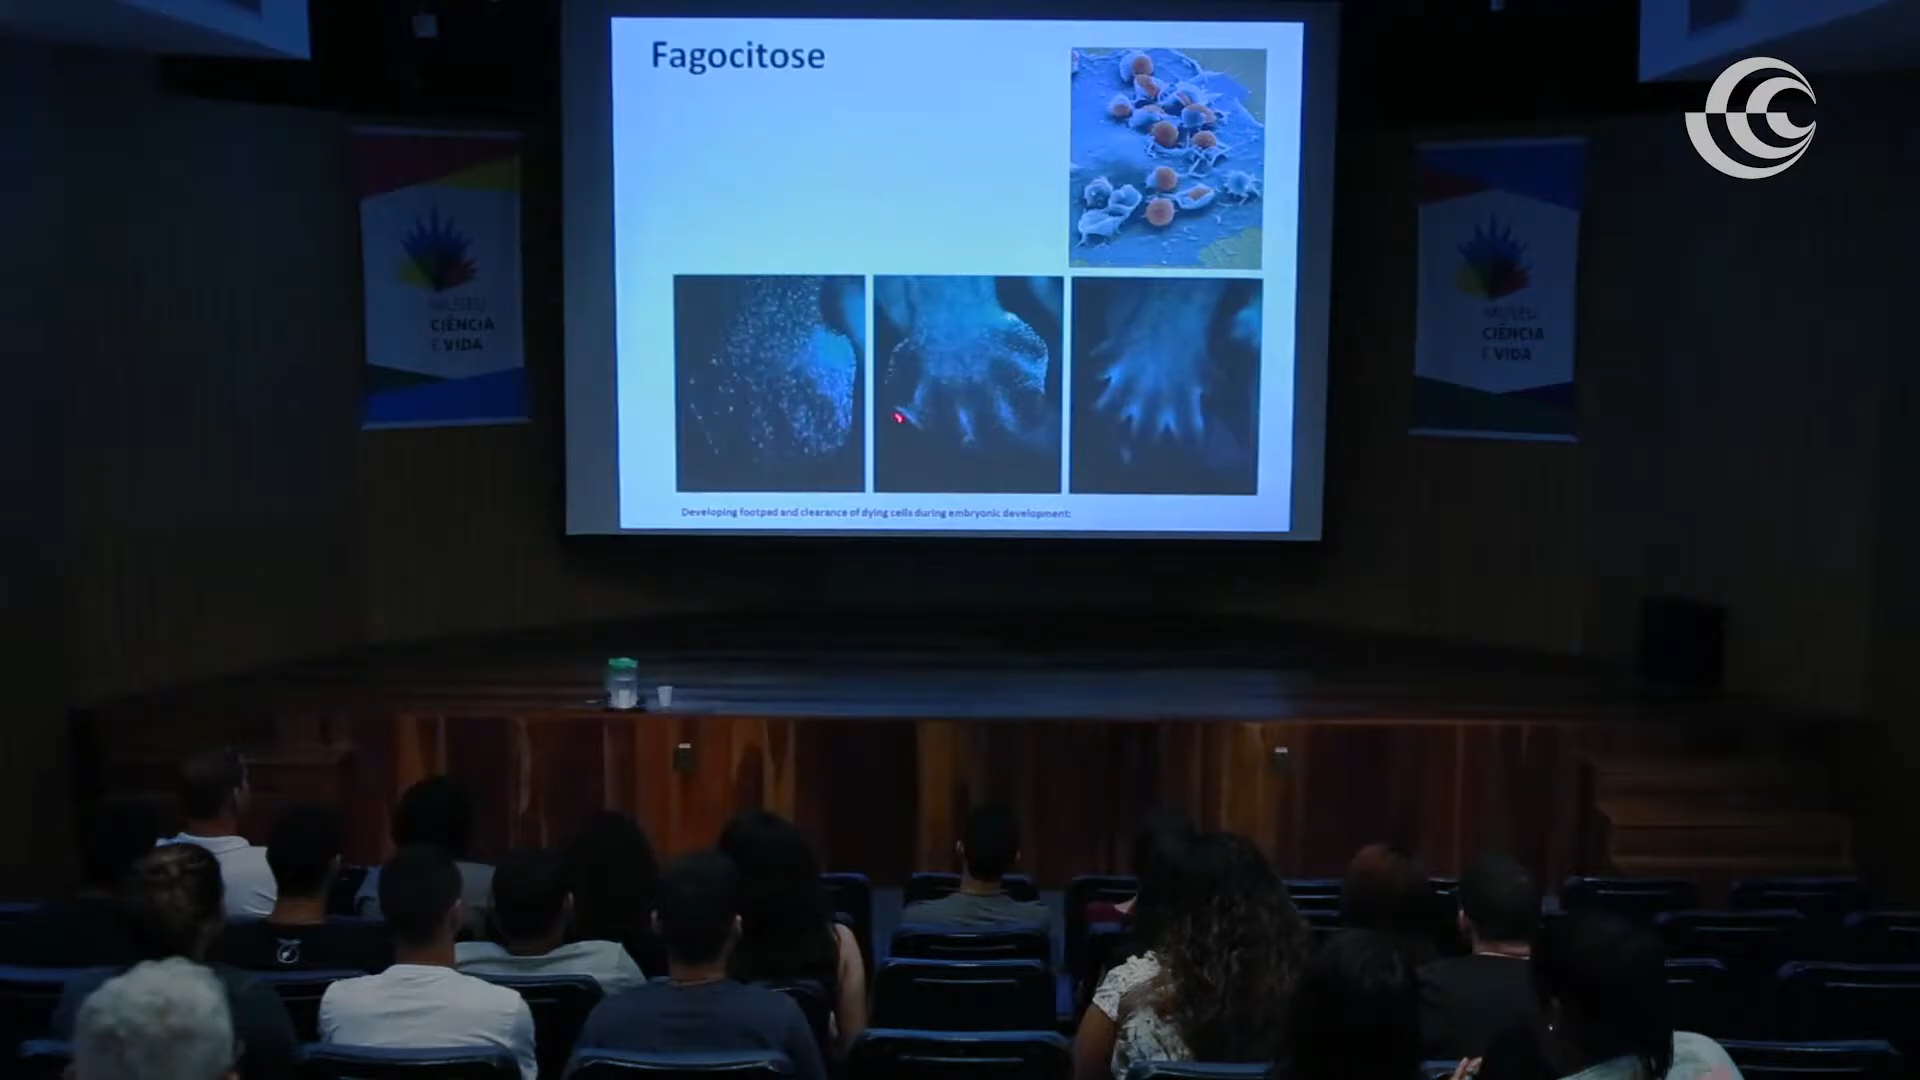 Fagocitose
Developing footpad and clearance of dying cells during embryonic development:
MUSEU
CIÊNCIA
E VIDA
MUSEU
CIÊNCIA
E VIDA